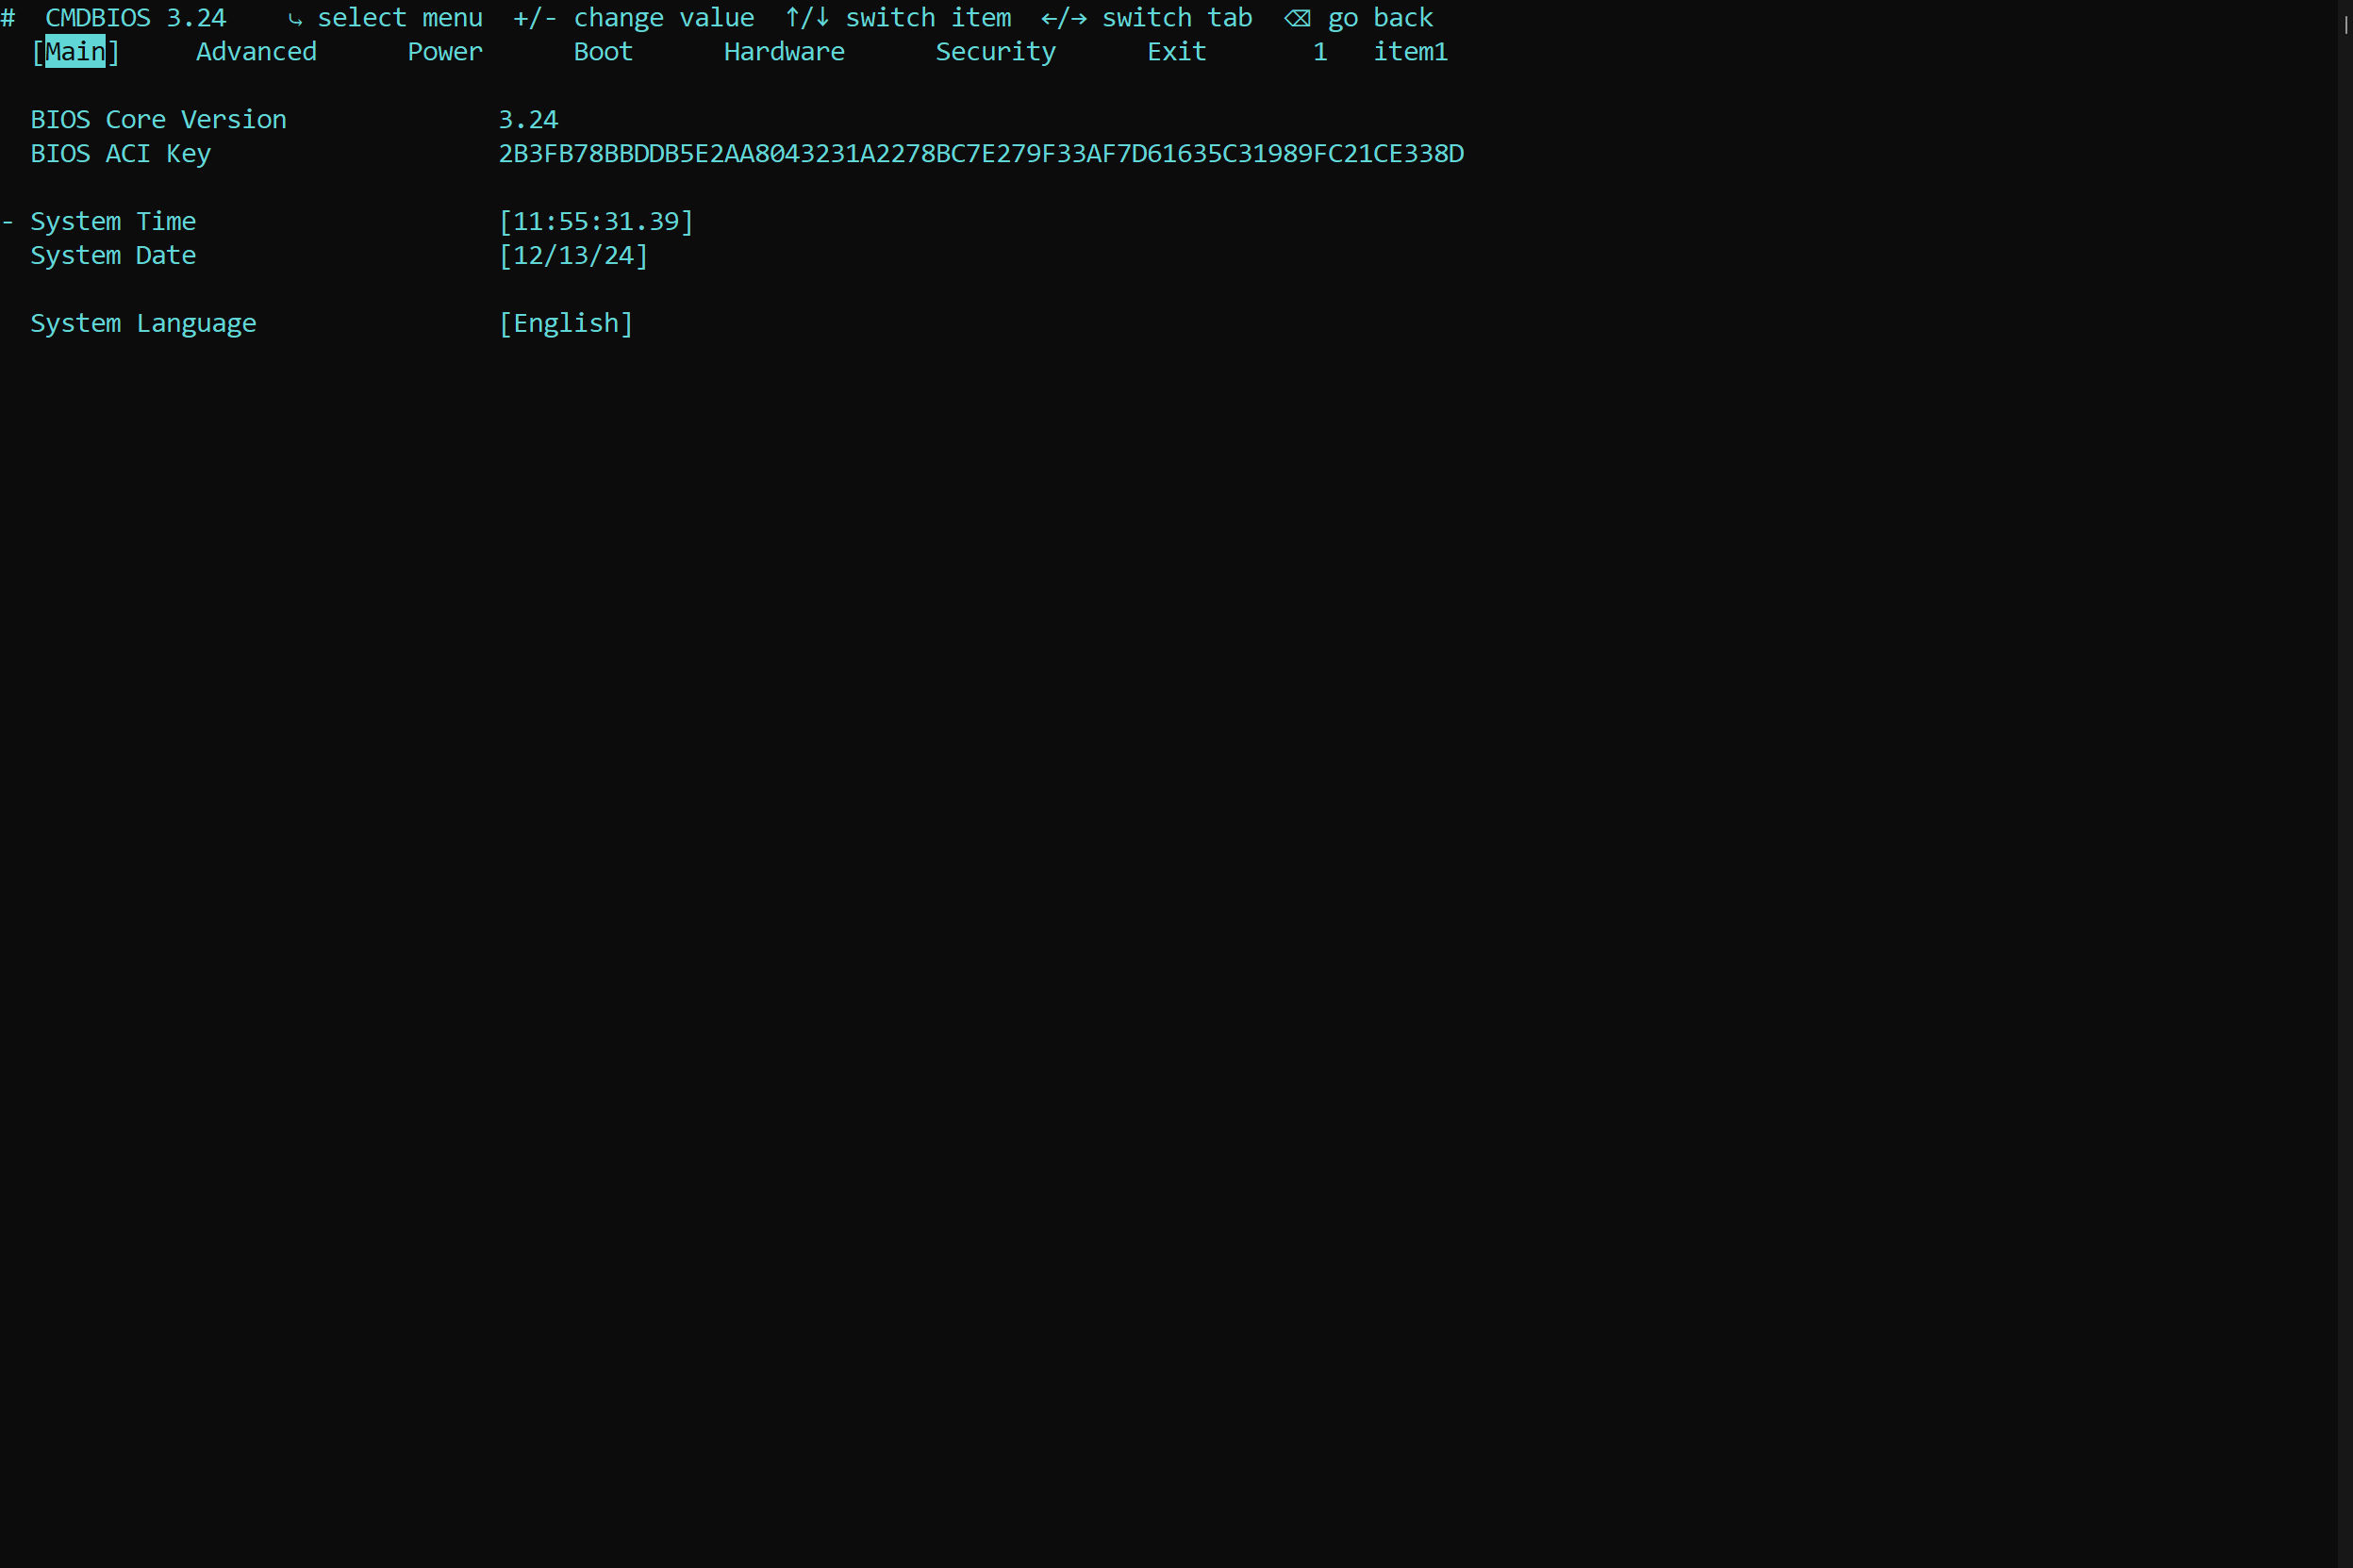 #  CMDBIOS 3.24    ⤷ select menu  +/- change value  ↑/↓ switch item  ←/→ switch tab  ⌫ go back
[Main]     Advanced      Power      Boot      Hardware      Security      Exit       1   item1
BIOS Core Version              3.24
BIOS ACI Key                   2B3FB78BBDDB5E2AA8043231A2278BC7E279F33AF7D61635C31989FC21CE338D
- System Time                    [11:55:31.39]
System Date                    [12/13/24]
System Language                [English]